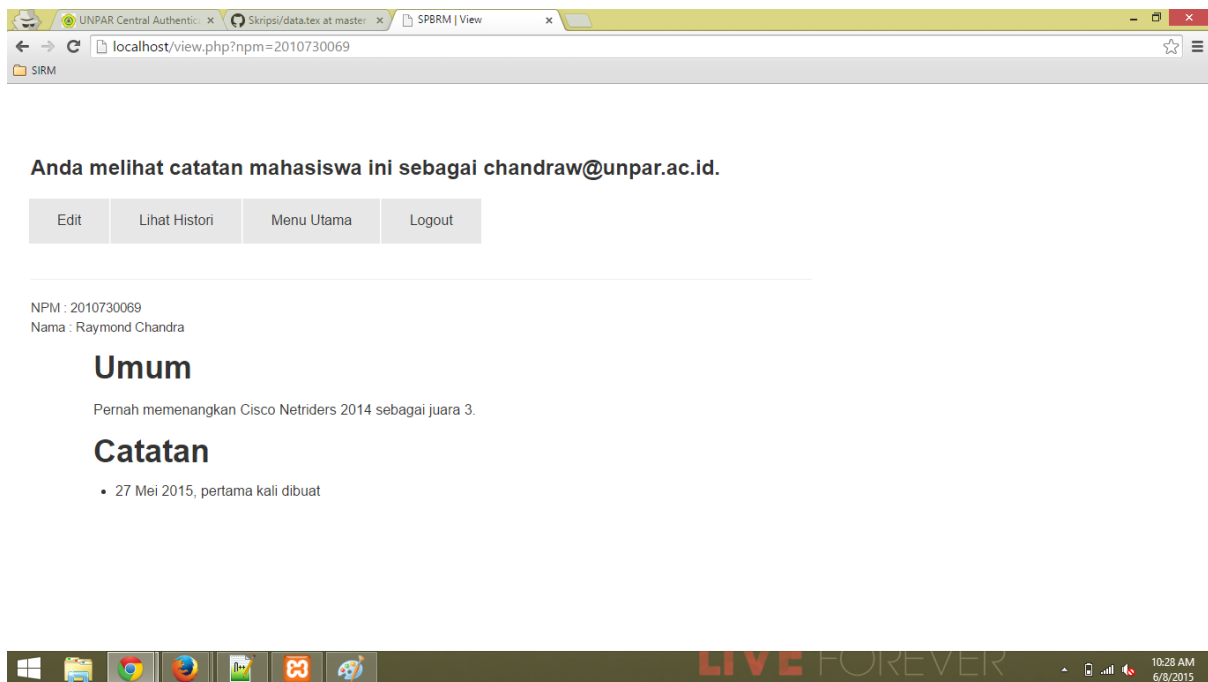 UNPAR Central Authentic
Skripsi/data.tex at master
SPBRM | View
localhost/view.php?npm=2010730069
SIRM
Anda melihat catatan mahasiswa ini sebagai chandraw@unpar.ac.id.
Edit
Lihat Histori
Menu Utama
Logout
NPM : 2010730069
Nama : Raymond Chandra
Umum
Pernah memenangkan Cisco Netriders 2014 sebagai juara 3.
Catatan
• 27 Mei 2015, pertama kali dibuat
LIVE FOREVER
10:28 AM
6/8/2015